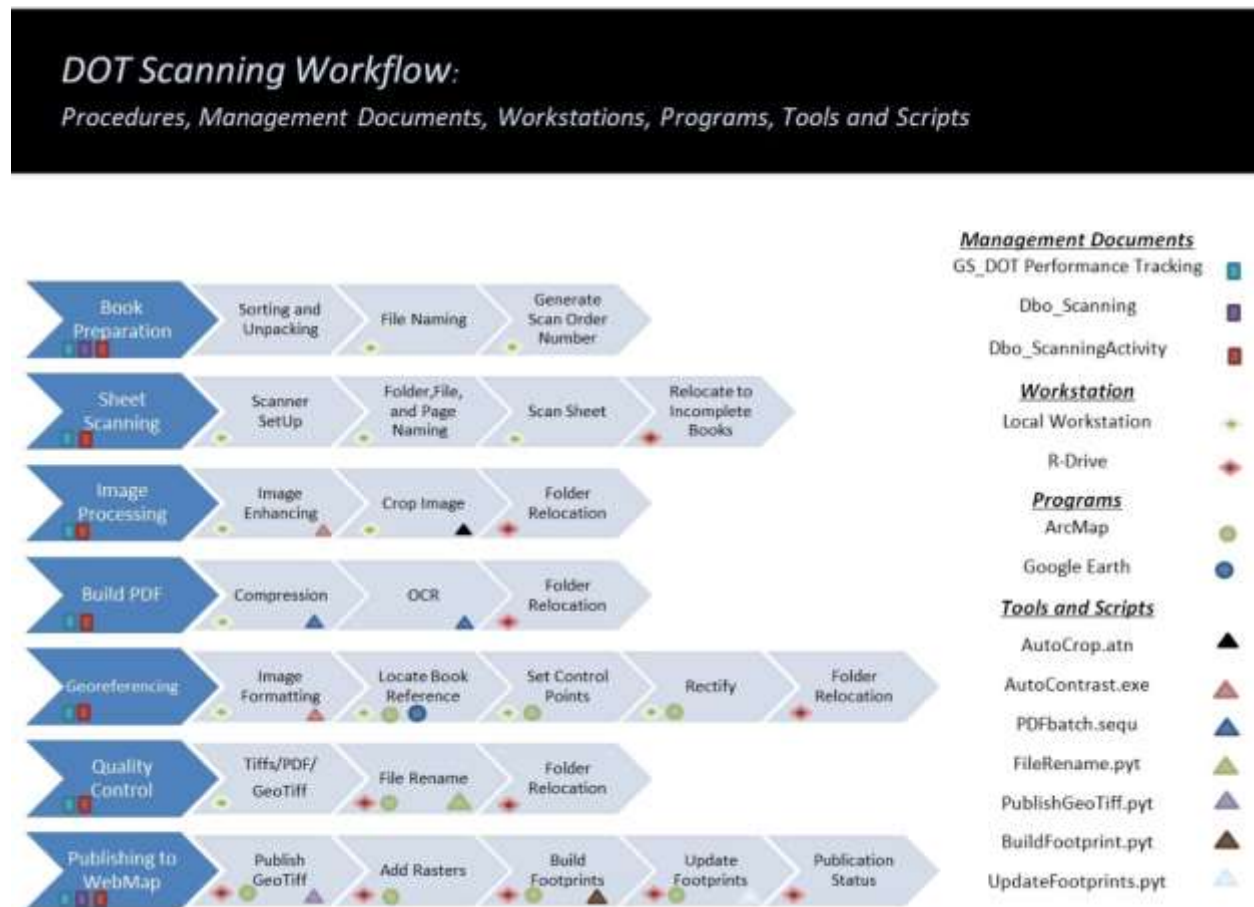 DOT Scanning Workflow:
Procedures, Management Documents, Workstations, Programs, Tools and Scripts
Book
Preparation
Sorting and
Unpacking
File Naming
Generate
Scan Order
Number
Sheet
Scanning
Scanner
SetUp
Folder,File,
and Page
Naming
Scan Sheet
Relocate to
Incomplete
Books
Image
Processing
Image
Enhancing
Crop Image
Folder
Relocation
Build PDF
Compression
OCR
Folder
Relocation
Georeferencing
Image
Formatting
Locate Book
Reference
Set Control
Points
Rectify
Folder
Relocation
Quality
Control
Tiffs/PDF/
GeoTiff
File Rename
Folder
Relocation
Publishing to
WebMap
Publish
GeoTiff
Add Rasters
Build
Footprints
Update
Footprints
Publication
Status
Management Documents
GS_DOT Performance Tracking
Dbo_Scanning
Dbo_ScanningActivity
Workstation
Local Workstation
R-Drive
Programs
ArcMap
Google Earth
Tools and Scripts
AutoCrop.atn
AutoContrast.exe
PDFbatch.sequ
FileRename.pyt
PublishGeoTiff.pyt
BuildFootprint.pyt
UpdateFootprints.pyt